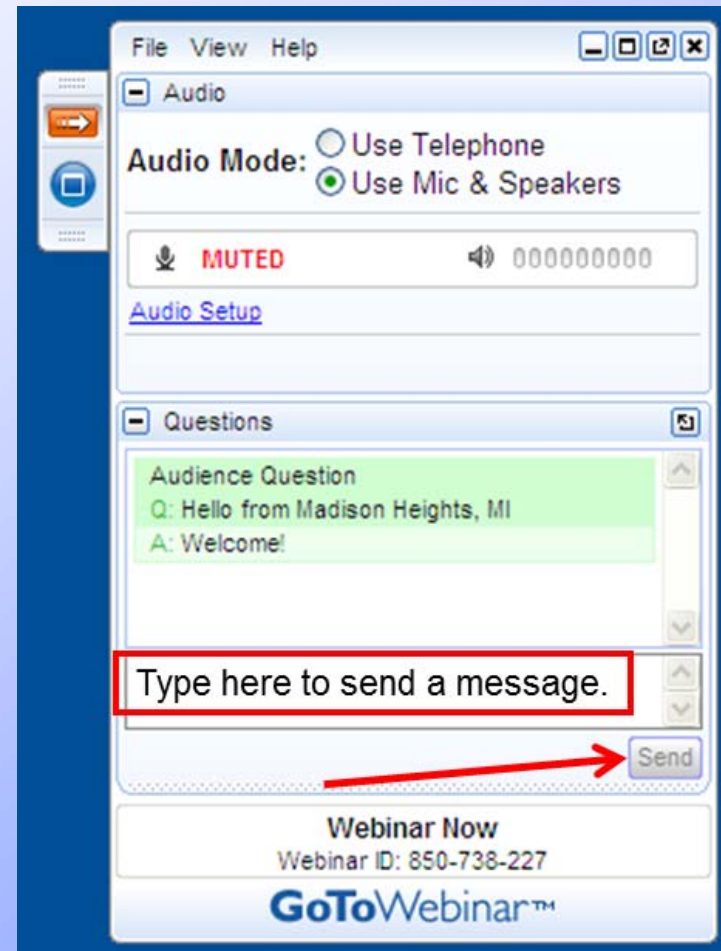 File View Help
Audio
Audio Mode: Use Telephone
Use Mic & Speakers
MUTED 000000000
Audio Setup
Questions
Audience Question
Q: Hello from Madison Heights, MI
A: Welcome!
Type here to send a message.
Send
Webinar Now
Webinar ID: 850-738-227
GoToWebinar™